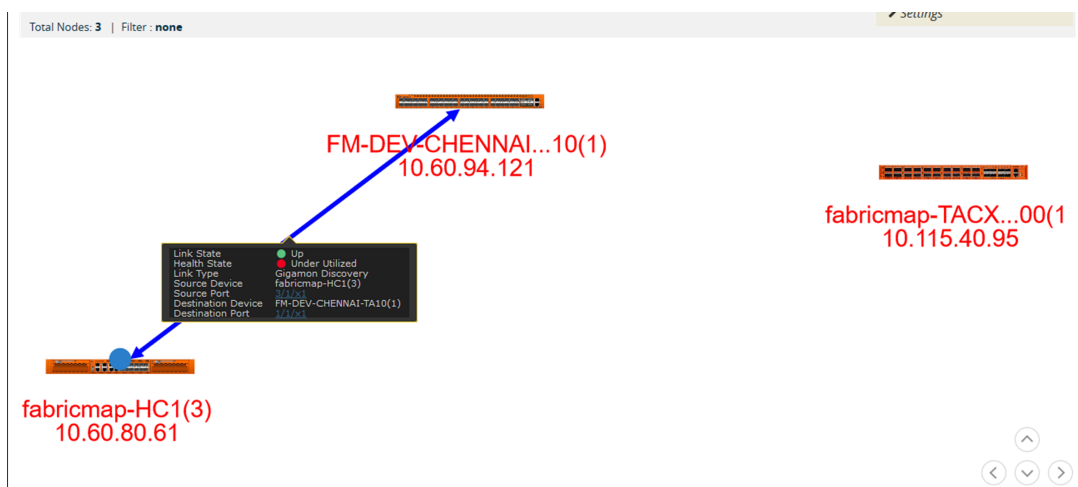 Settings
Total Nodes: 3 | Filter : none
FM-DEV-CHENNAI...10(1)
10.60.94.121
fabricmap-TACX...00(1
10.115.40.95
Link State Up
Health State Under Utilized
Link Type Gigamon Discovery
Source Device fabricmap-HC1(3)
Source Port 3/1/x1
Destination Device FM-DEV-CHENNAI-TA10(1)
Destination Port 1/1/x1
fabricmap-HC1(3)
10.60.80.61